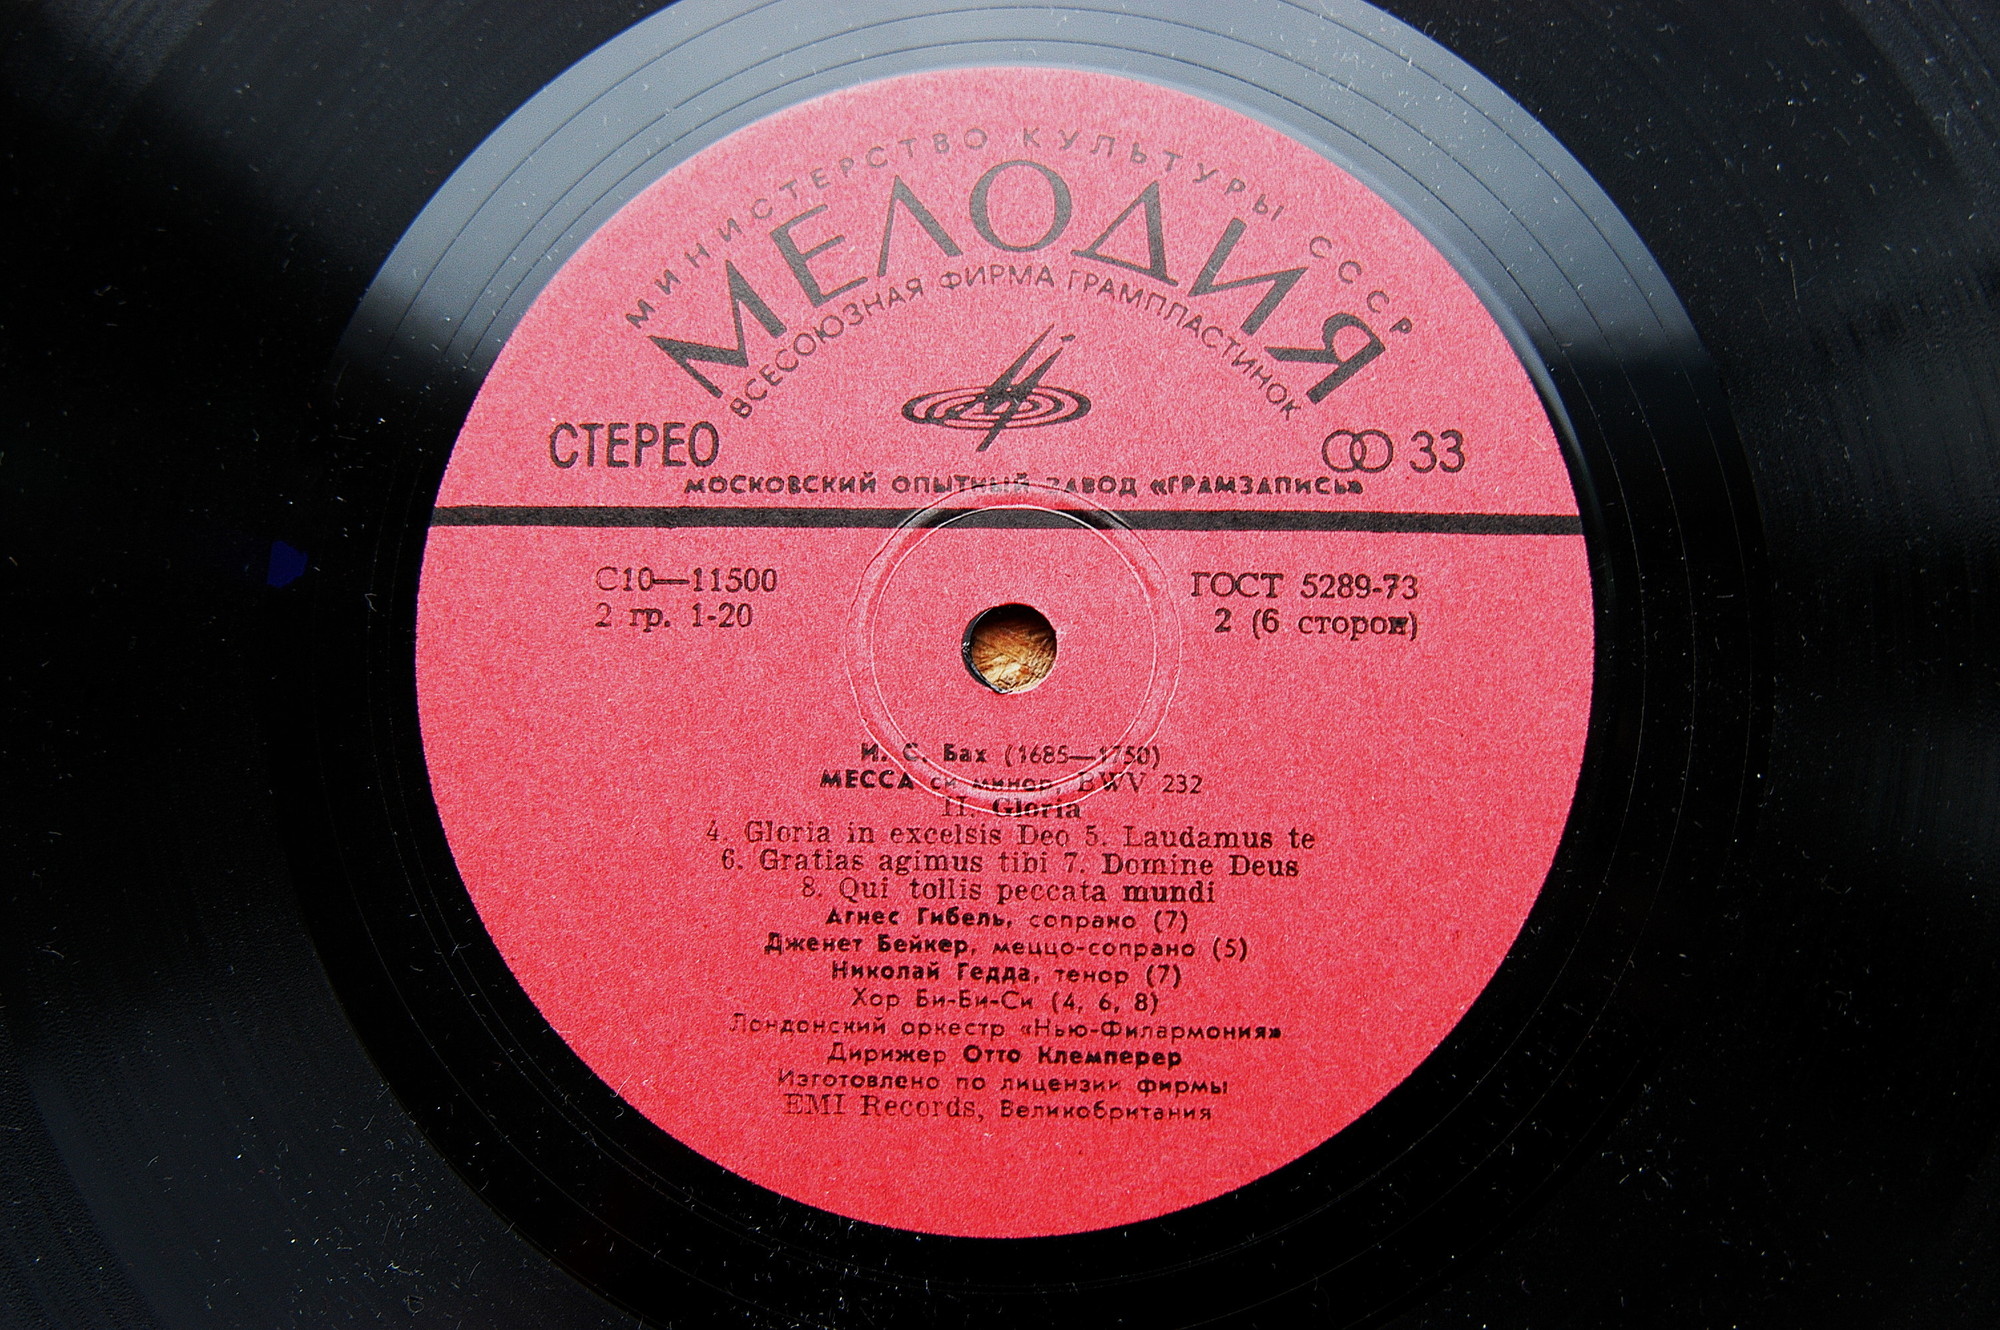 МИНИСТЕРСТВО КУЛЬТУРЫ СССР
МЕЛОДИЯ
ВСЕСОЮЗНАЯ ФИРМА ГРАМПЛАСТИНОК
СТЕРЕО
33
МОСКОВСКИЙ ОПЫТНЫЙ ЗАВОД «ГРАМЗАПИСЬ»
С10—11500
ГОСТ 5289-73
2 гр. 1-20
2 (6 сторон)
И. С. Бах (1685—1750)
МЕССА си минор, BWV 232
II. Gloria
4. Gloria in excelsis Deo 5. Laudamus te
6. Gratias agimus tibi 7. Domine Deus
8. Qui tollis peccata mundi
Агнес Гибель, сопрано (7)
Дженет Бейкер, меццо-сопрано (5)
Николай Гедда, тенор (7)
Хор Би-Би-Си (4, 6, 8)
Лондонский оркестр «Нью-Филармония»
Дирижер Отто Клемперер
Изготовлено по лицензии фирмы
EMI Records, Великобритания